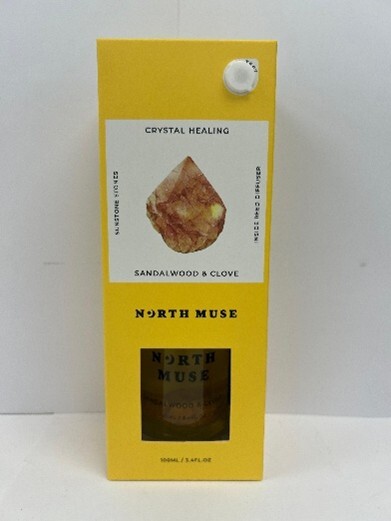 CRYSTAL HEALING
SUNSTONE STONES
SANDALWOOD & CLOVE
NORTH MUSE
NORTH
MUSE
100ML / 3.4FL.OZ